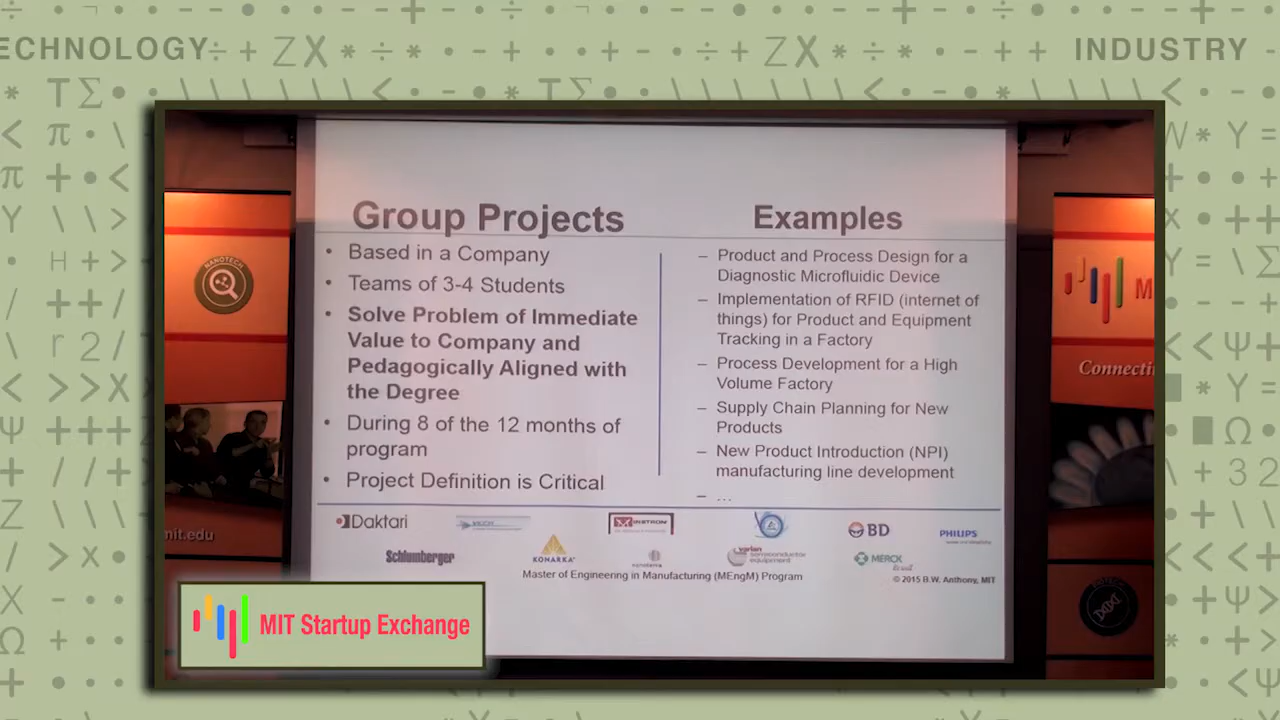 ECHNOLOGY
INDUSTRY
Group Projects
• Based in a Company
• Teams of 3-4 Students
• Solve Problem of Immediate
Value to Company and
Pedagogically Aligned with
the Degree
• During 8 of the 12 months of
program
• Project Definition is Critical
Examples
– Product and Process Design for a
Diagnostic Microfluidic Device
– Implementation of RFID (internet of
things) for Product and Equipment
Tracking in a Factory
– Process Development for a High
Volume Factory
– Supply Chain Planning for New
Products
– New Product Introduction (NPI)
manufacturing line development
– ...
Daktari
INSTRON
BD
PHILIPS
Schlumberger
KONARKA
varian semiconductor equipment
MERCK
Master of Engineering in Manufacturing (MEngM) Program
© 2015 B.W. Anthony, MIT
NANOTECH
mit.edu
M
Connecti
MIT Startup Exchange